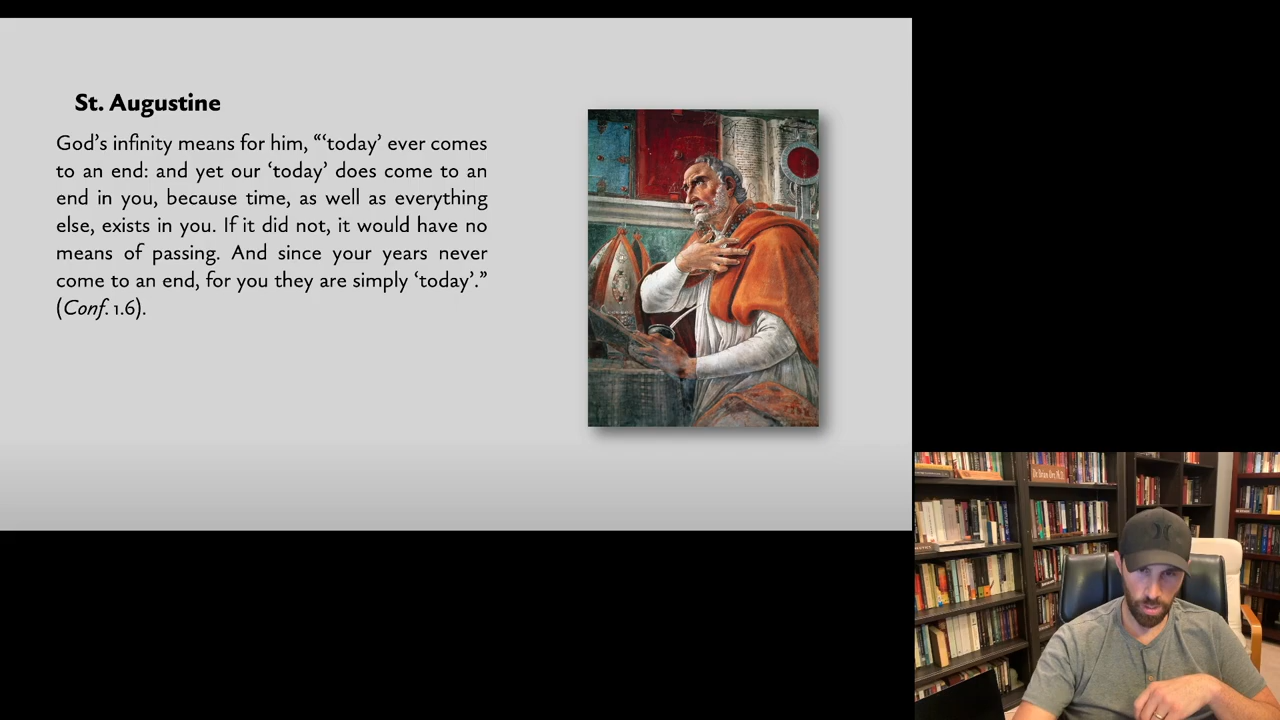 St. Augustine
God’s infinity means for him, “‘today’ ever comes
to an end: and yet our ‘today’ does come to an
end in you, because time, as well as everything
else, exists in you. If it did not, it would have no
means of passing. And since your years never
come to an end, for you they are simply ‘today’.”
(Conf. 1.6).